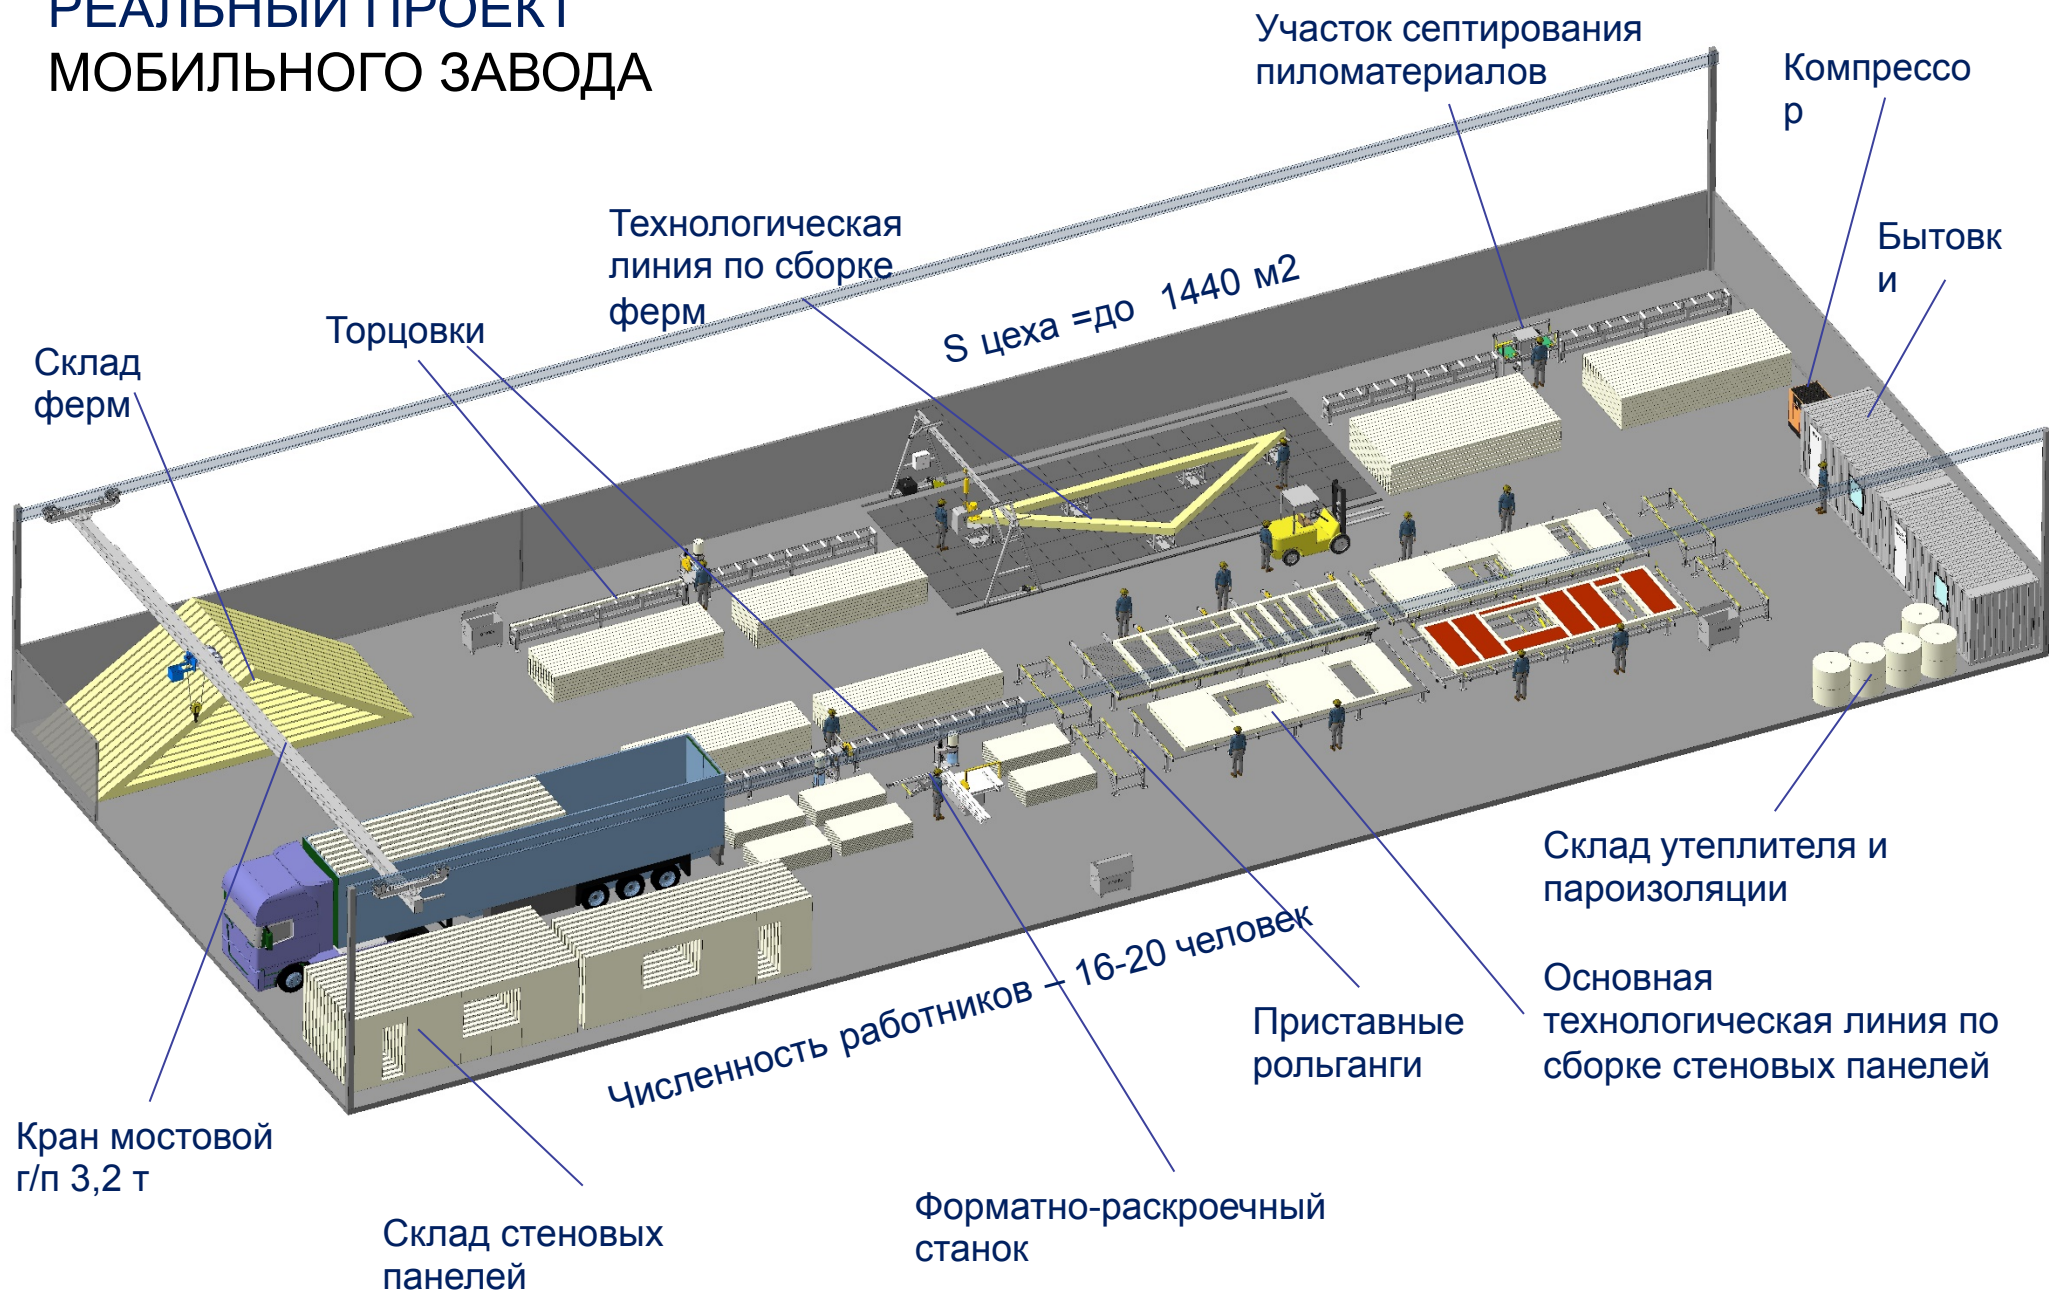 РЕАЛЬНЫЙ ПРОЕКТ
МОБИЛЬНОГО ЗАВОДА
Участок септирования
пиломатериалов
Компрессо
р
Технологическая
линия по сборке
ферм
S цеха =до 1440 м2
Бытовк
и
Торцовки
Склад
ферм
Склад утеплителя и
пароизоляции
Численность работников – 16-20 человек
Основная
технологическая линия по
сборке стеновых панелей
Приставные
рольганги
Кран мостовой
г/п 3,2 т
Форматно-раскроечный
станок
Склад стеновых
панелей